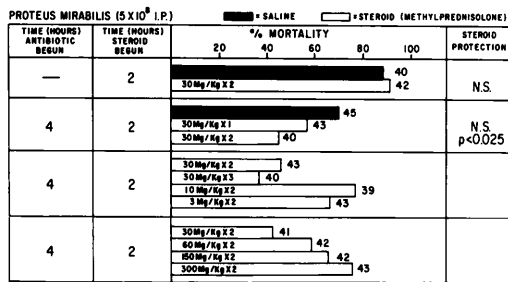 PROTEUS MIRABILIS (5 X10⁸ I.P.) = SALINE = STEROID (METHYLPREDNISOLONE)
TIME (HOURS) ANTIBIOTIC BEGUN
TIME (HOURS) STEROID BEGUN
% MORTALITY
20 40 60 80 100
STEROID PROTECTION
— 2
40
30 Mg/Kg X 2 42
N.S.
4 2
45
30 Mg/Kg X 1 43
30 Mg/Kg X 2 40
N.S.
p<0.025
4 2
30 Mg/Kg X 2 43
30 Mg/Kg X 3 40
10 Mg/Kg X 2 39
3 Mg/Kg X 2 43
4 2
30 Mg/Kg X 2 41
60 Mg/Kg X 2 42
150 Mg/Kg X 2 42
300 Mg/Kg X 2 43